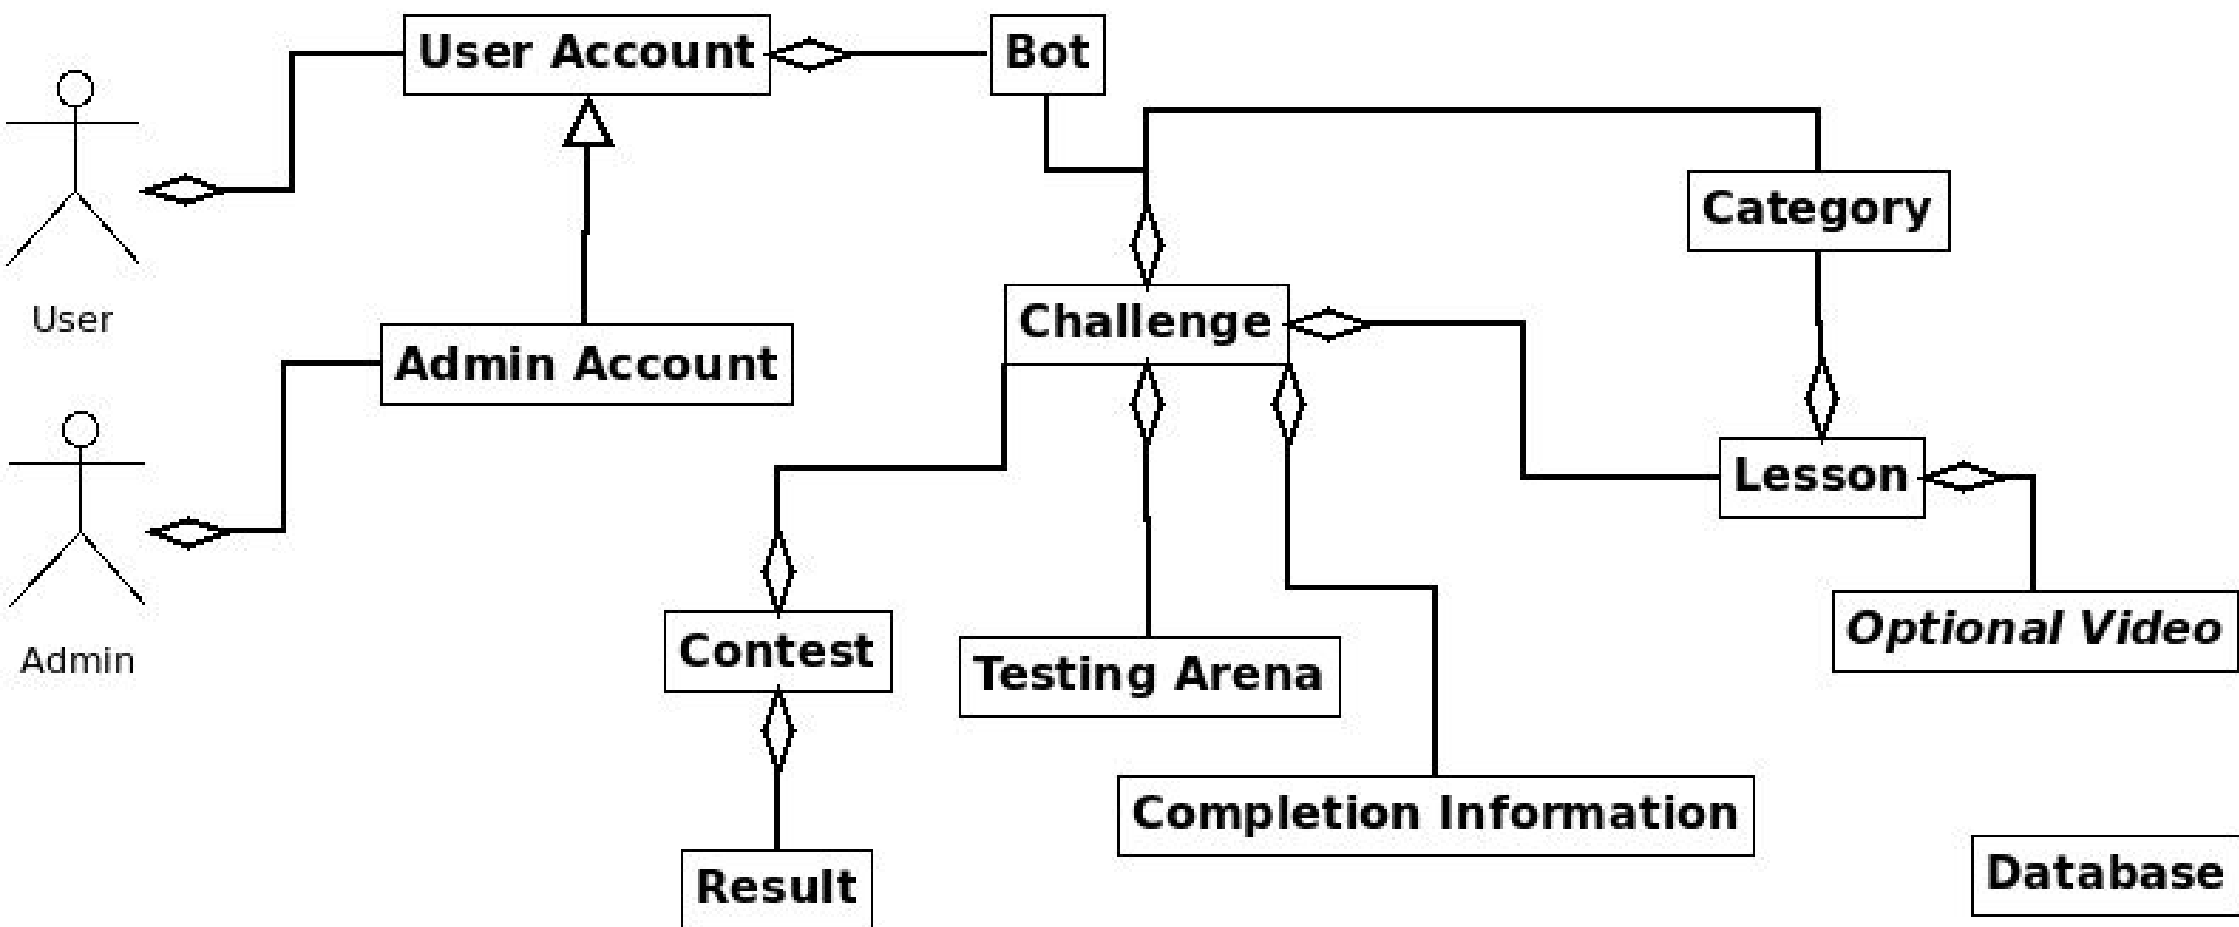 User Account
Bot
Category
User
Challenge
Admin Account
Lesson
Optional Video
Admin
Contest
Testing Arena
Completion Information
Result
Database